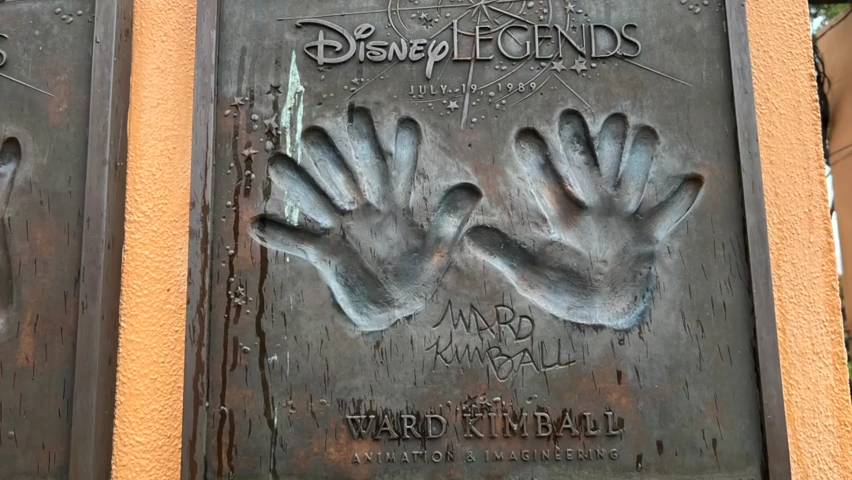 DISNEY LEGENDS
JULY 19, 1989
WARD
KIMBALL
WARD KIMBALL
ANIMATION & IMAGINEERING